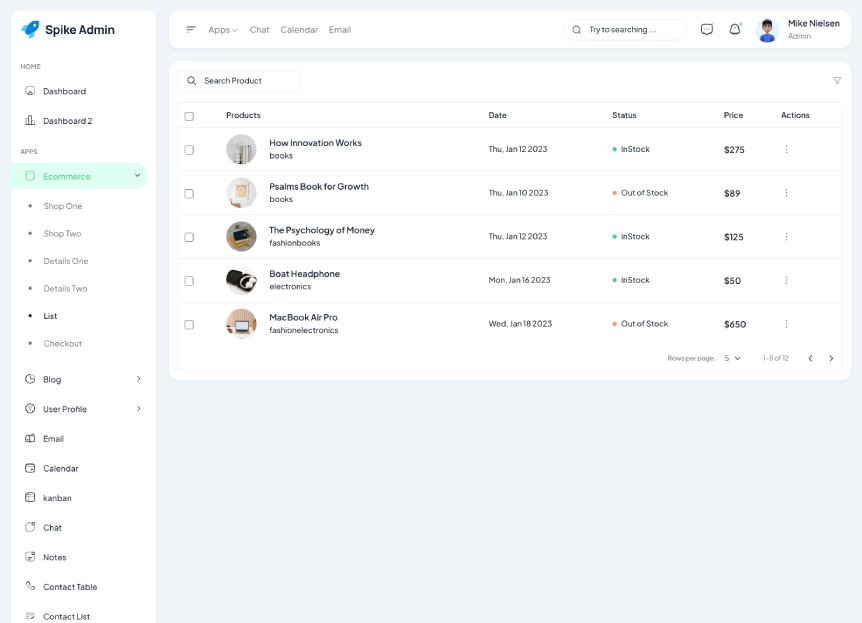 Spike Admin
Apps
Chat
Calendar
Email
Try to searching ...
Mike Nielsen
Admin
HOME
Dashboard
Dashboard 2
APPS
Ecommerce
Shop One
Shop Two
Details One
Details Two
List
Checkout
Blog
User Profile
Email
Calendar
kanban
Chat
Notes
Contact Table
Contact List
Search Product
Products Date Status Price Actions
How Innovation Works
books
Thu, Jan 12 2023 InStock $275
Psalms Book for Growth
books
Thu, Jan 10 2023 Out of Stock $89
The Psychology of Money
fashionbooks
Thu, Jan 12 2023 InStock $125
Boat Headphone
electronics
Mon, Jan 16 2023 InStock $50
MacBook Air Pro
fashionelectronics
Wed, Jan 18 2023 Out of Stock $650
Rows per page: 5 1–5 of 12